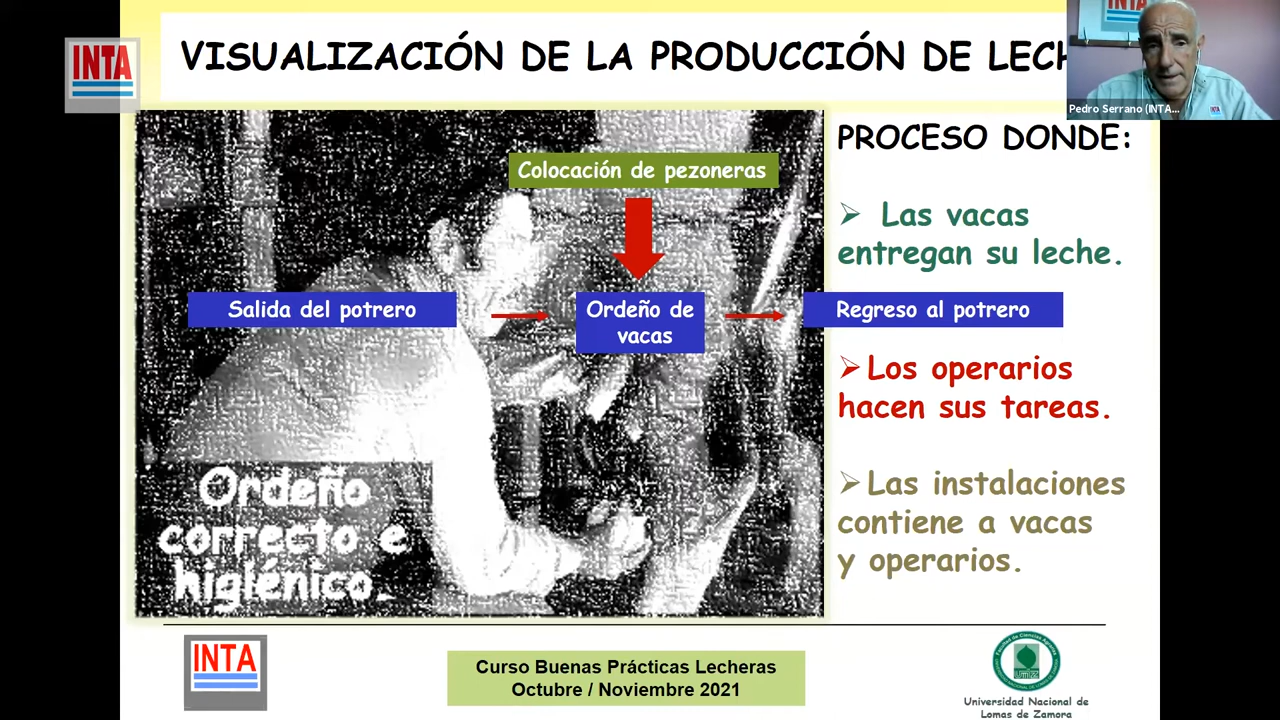 INTA
VISUALIZACIÓN DE LA PRODUCCIÓN DE
INTA
Pedro Serrano (INTA...
INTA
PROCESO DONDE:
Colocación de pezoneras
➢ Las vacas
entregan su leche.
Salida del potrero
Ordeño de
vacas
Regreso al potrero
➢ Los operarios
hacen sus tareas.
Ordeño
correcto e
higiénico.
➢ Las instalaciones
contiene a vacas
y operarios.
INTA
Curso Buenas Prácticas Lecheras
Octubre / Noviembre 2021
Universidad Nacional de
Lomas de Zamora